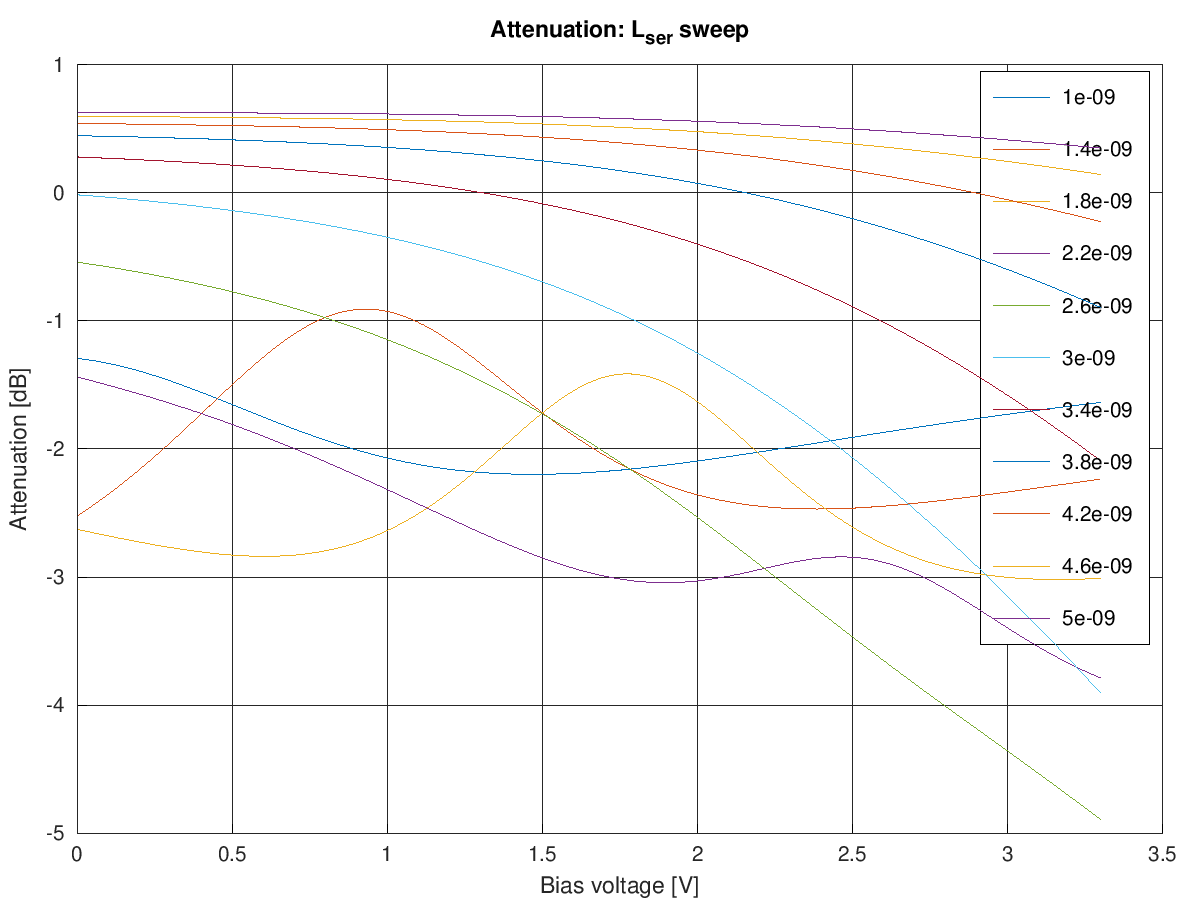 Attenuation: Lser sweep
1
0
-1
-2
-3
-4
-5
Attenuation [dB]
0 0.5 1 1.5 2 2.5 3 3.5
Bias voltage [V]
1e-09
1.4e-09
1.8e-09
2.2e-09
2.6e-09
3e-09
3.4e-09
3.8e-09
4.2e-09
4.6e-09
5e-09